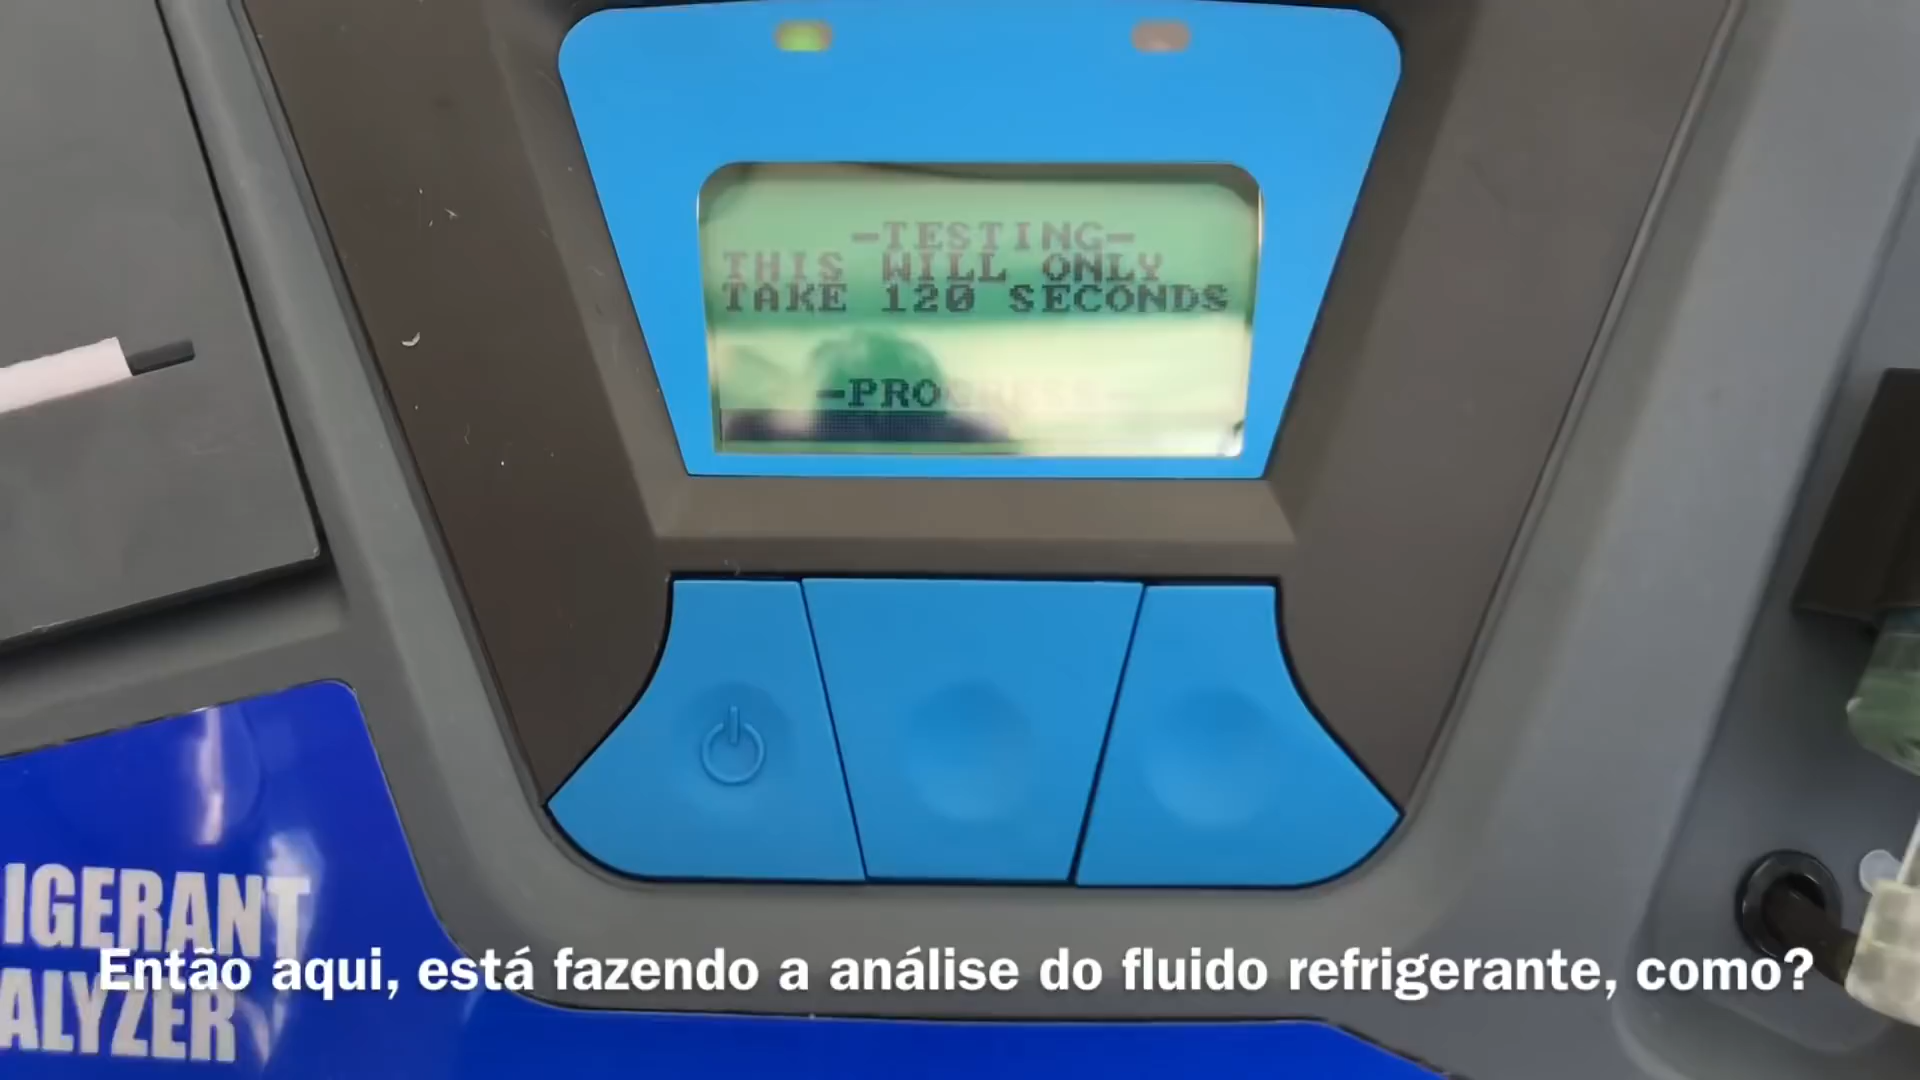 -TESTING-
THIS WILL ONLY
TAKE 120 SECONDS
-PROGRESS-
IGERANT
ALYZER
Então aqui, está fazendo a análise do fluido refrigerante, como?